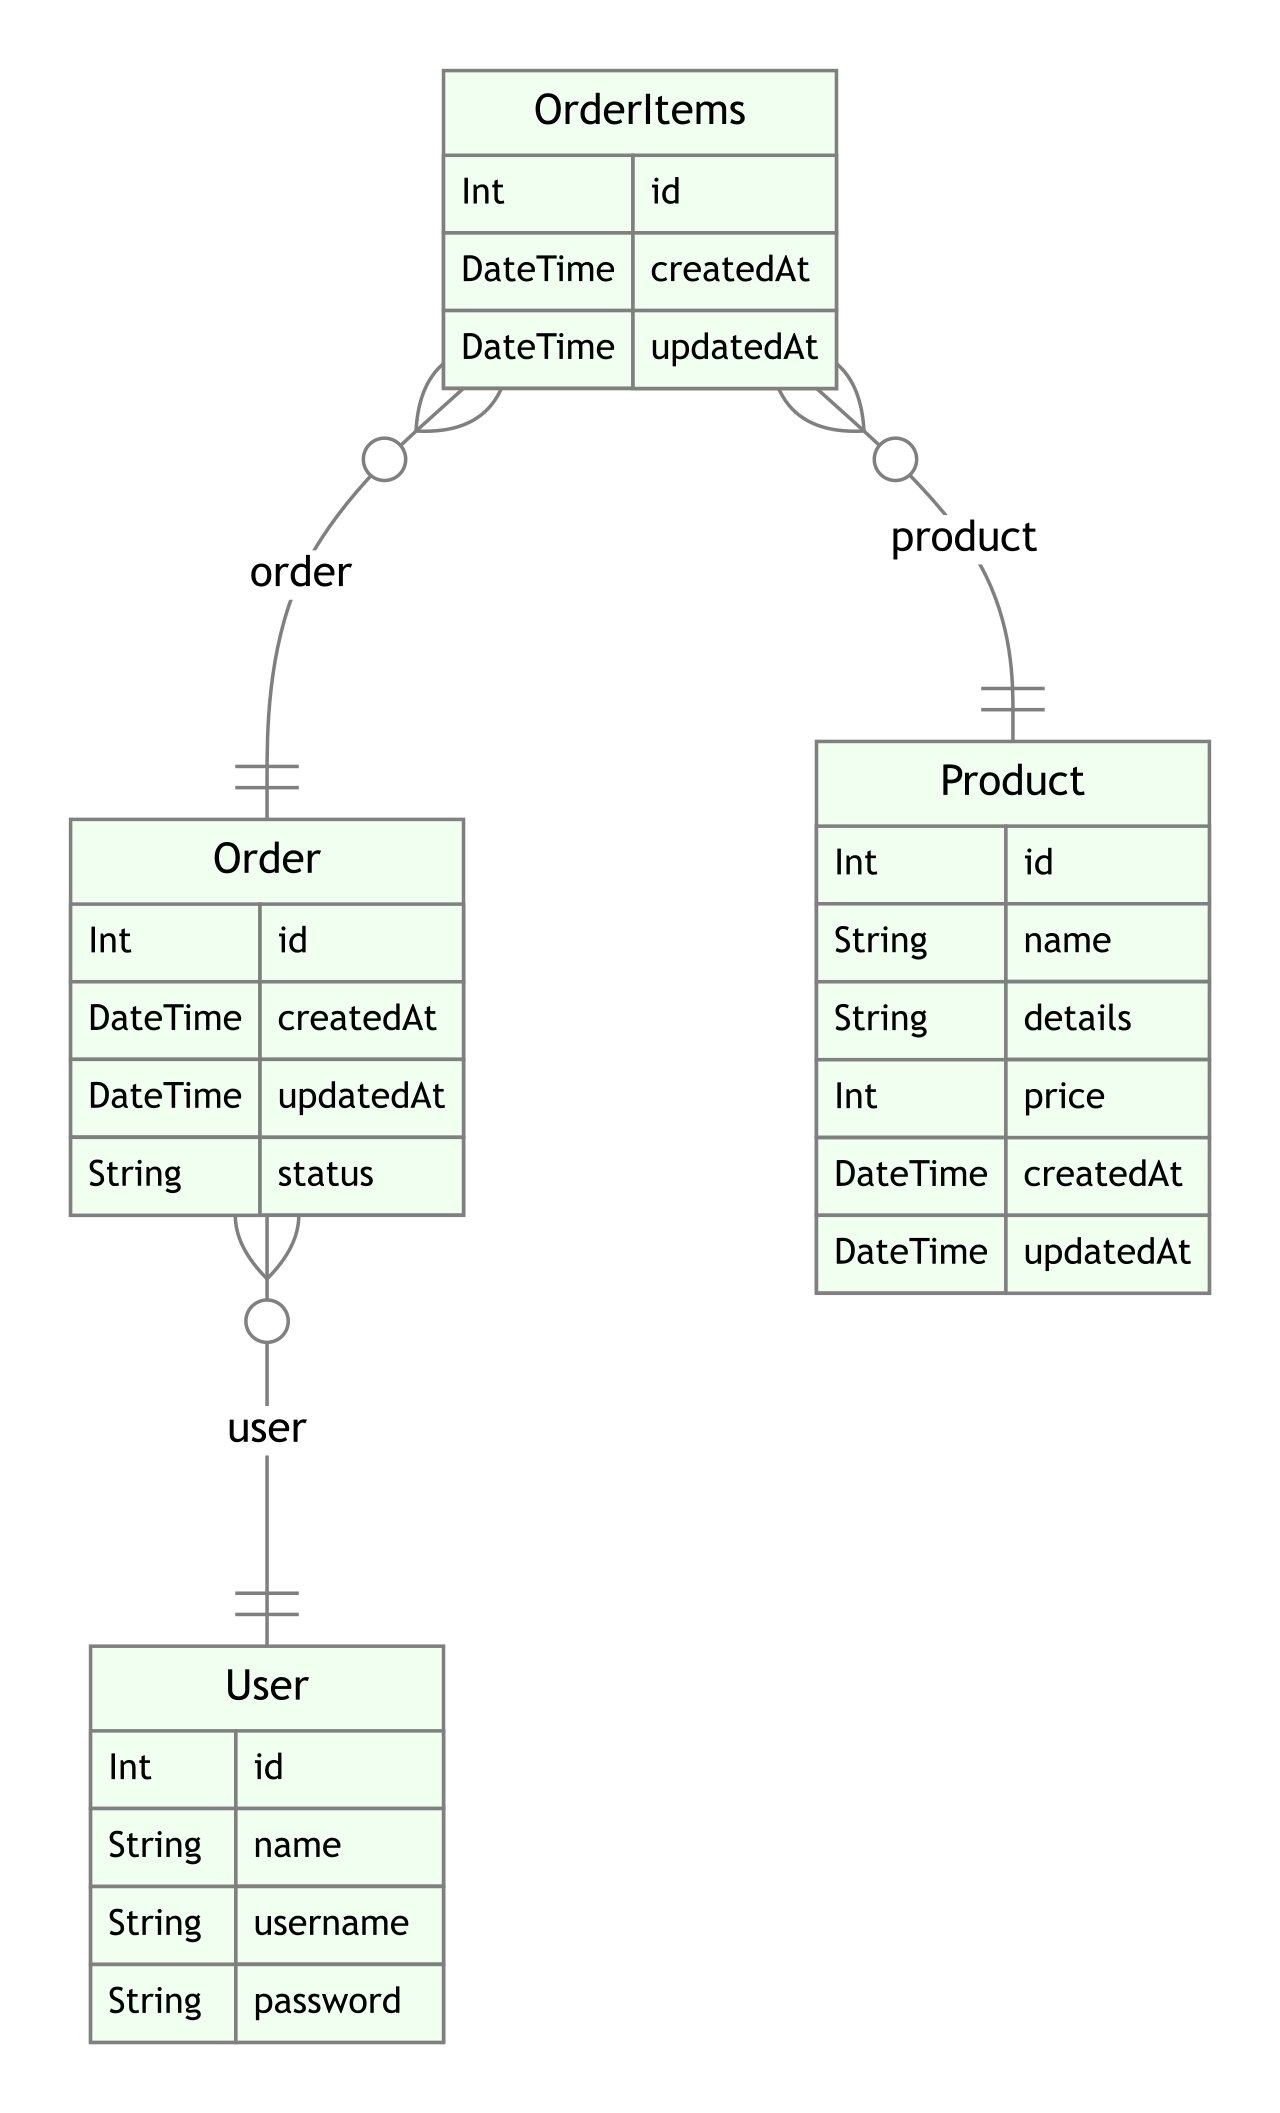 OrderItems
Int id
DateTime createdAt
DateTime updatedAt
order
product
Order
Int id
DateTime createdAt
DateTime updatedAt
String status
Product
Int id
String name
String details
Int price
DateTime createdAt
DateTime updatedAt
user
User
Int id
String name
String username
String password